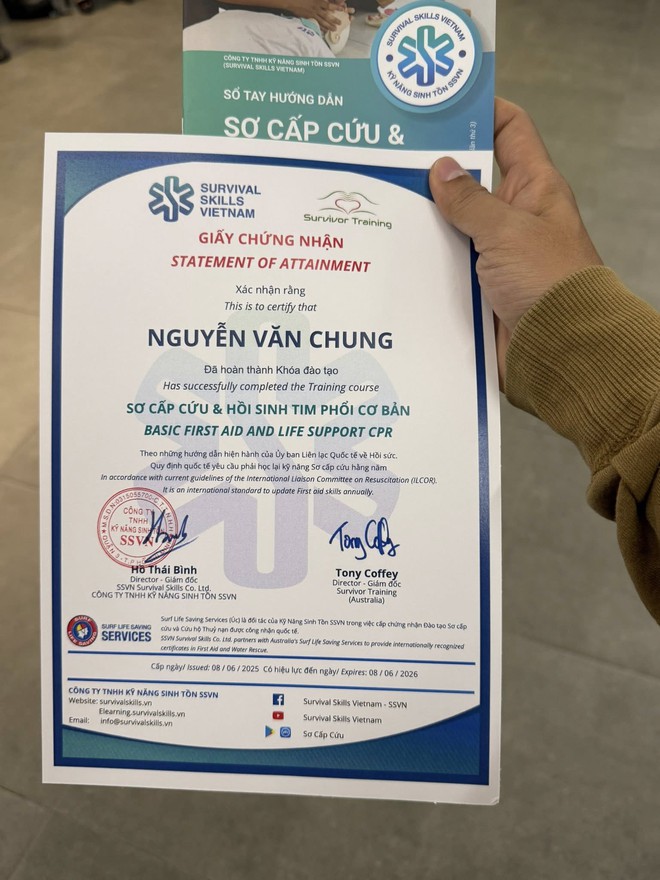 SURVIVAL SKILLS VIETNAM
KỸ NĂNG SINH TỒN SSVN
CÔNG TY TNHH KỸ NĂNG SINH TỒN SSVN
(SURVIVAL SKILLS VIETNAM)
SỔ TAY HƯỚNG DẪN
SƠ CẤP CỨU &
SURVIVAL
SKILLS
VIETNAM
Survivor Training
GIẤY CHỨNG NHẬN
STATEMENT OF ATTAINMENT
Xác nhận rằng
This is to certify that
NGUYỄN VĂN CHUNG
Đã hoàn thành Khóa đào tạo
Has successfully completed the Training course
SƠ CẤP CỨU & HỒI SINH TIM PHỔI CƠ BẢN
BASIC FIRST AID AND LIFE SUPPORT CPR
Theo những hướng dẫn hiện hành của Ủy ban Liên lạc Quốc tế về Hồi sức.
Quy định quốc tế yêu cầu phải học lại kỹ năng Sơ cấp cứu hằng năm
In accordance with current guidelines of the International Liaison Committee on Resuscitation (ILCOR).
It is an international standard to update First aid skills annually.
CÔNG TY
TNHH
KỸ NĂNG SINH
SSVN
Hồ Thái Bình
Director - Giám đốc
SSVN Survival Skills Co. Ltd.
CÔNG TY TNHH KỸ NĂNG SINH TỒN SSVN
Tony Coffey
Director - Giám đốc
Survivor Training
(Australia)
SURF LIFE SAVING
SERVICES
Surf Life Saving Services (Úc) là đối tác của Kỹ Năng Sinh Tồn SSVN trong việc cấp chứng nhận Đào tạo Sơ cấp
cứu và Cứu hộ Thuỷ nạn được công nhận quốc tế.
SSVN Survival Skills Co. Ltd. partners with Australia's Surf Life Saving Services to provide internationally recognized
certificates in First Aid and Water Rescue.
Cấp ngày/ Issued: 08 / 06 / 2025 Có hiệu lực đến ngày/ Expires: 08 / 06 / 2026
CÔNG TY TNHH KỸ NĂNG SINH TỒN SSVN
Website: survivalskills.vn
Elearning.survivalskills.vn
Email: info@survivalskills.vn
Survival Skills Vietnam - SSVN
Survival Skills Vietnam
Sơ Cấp Cứu